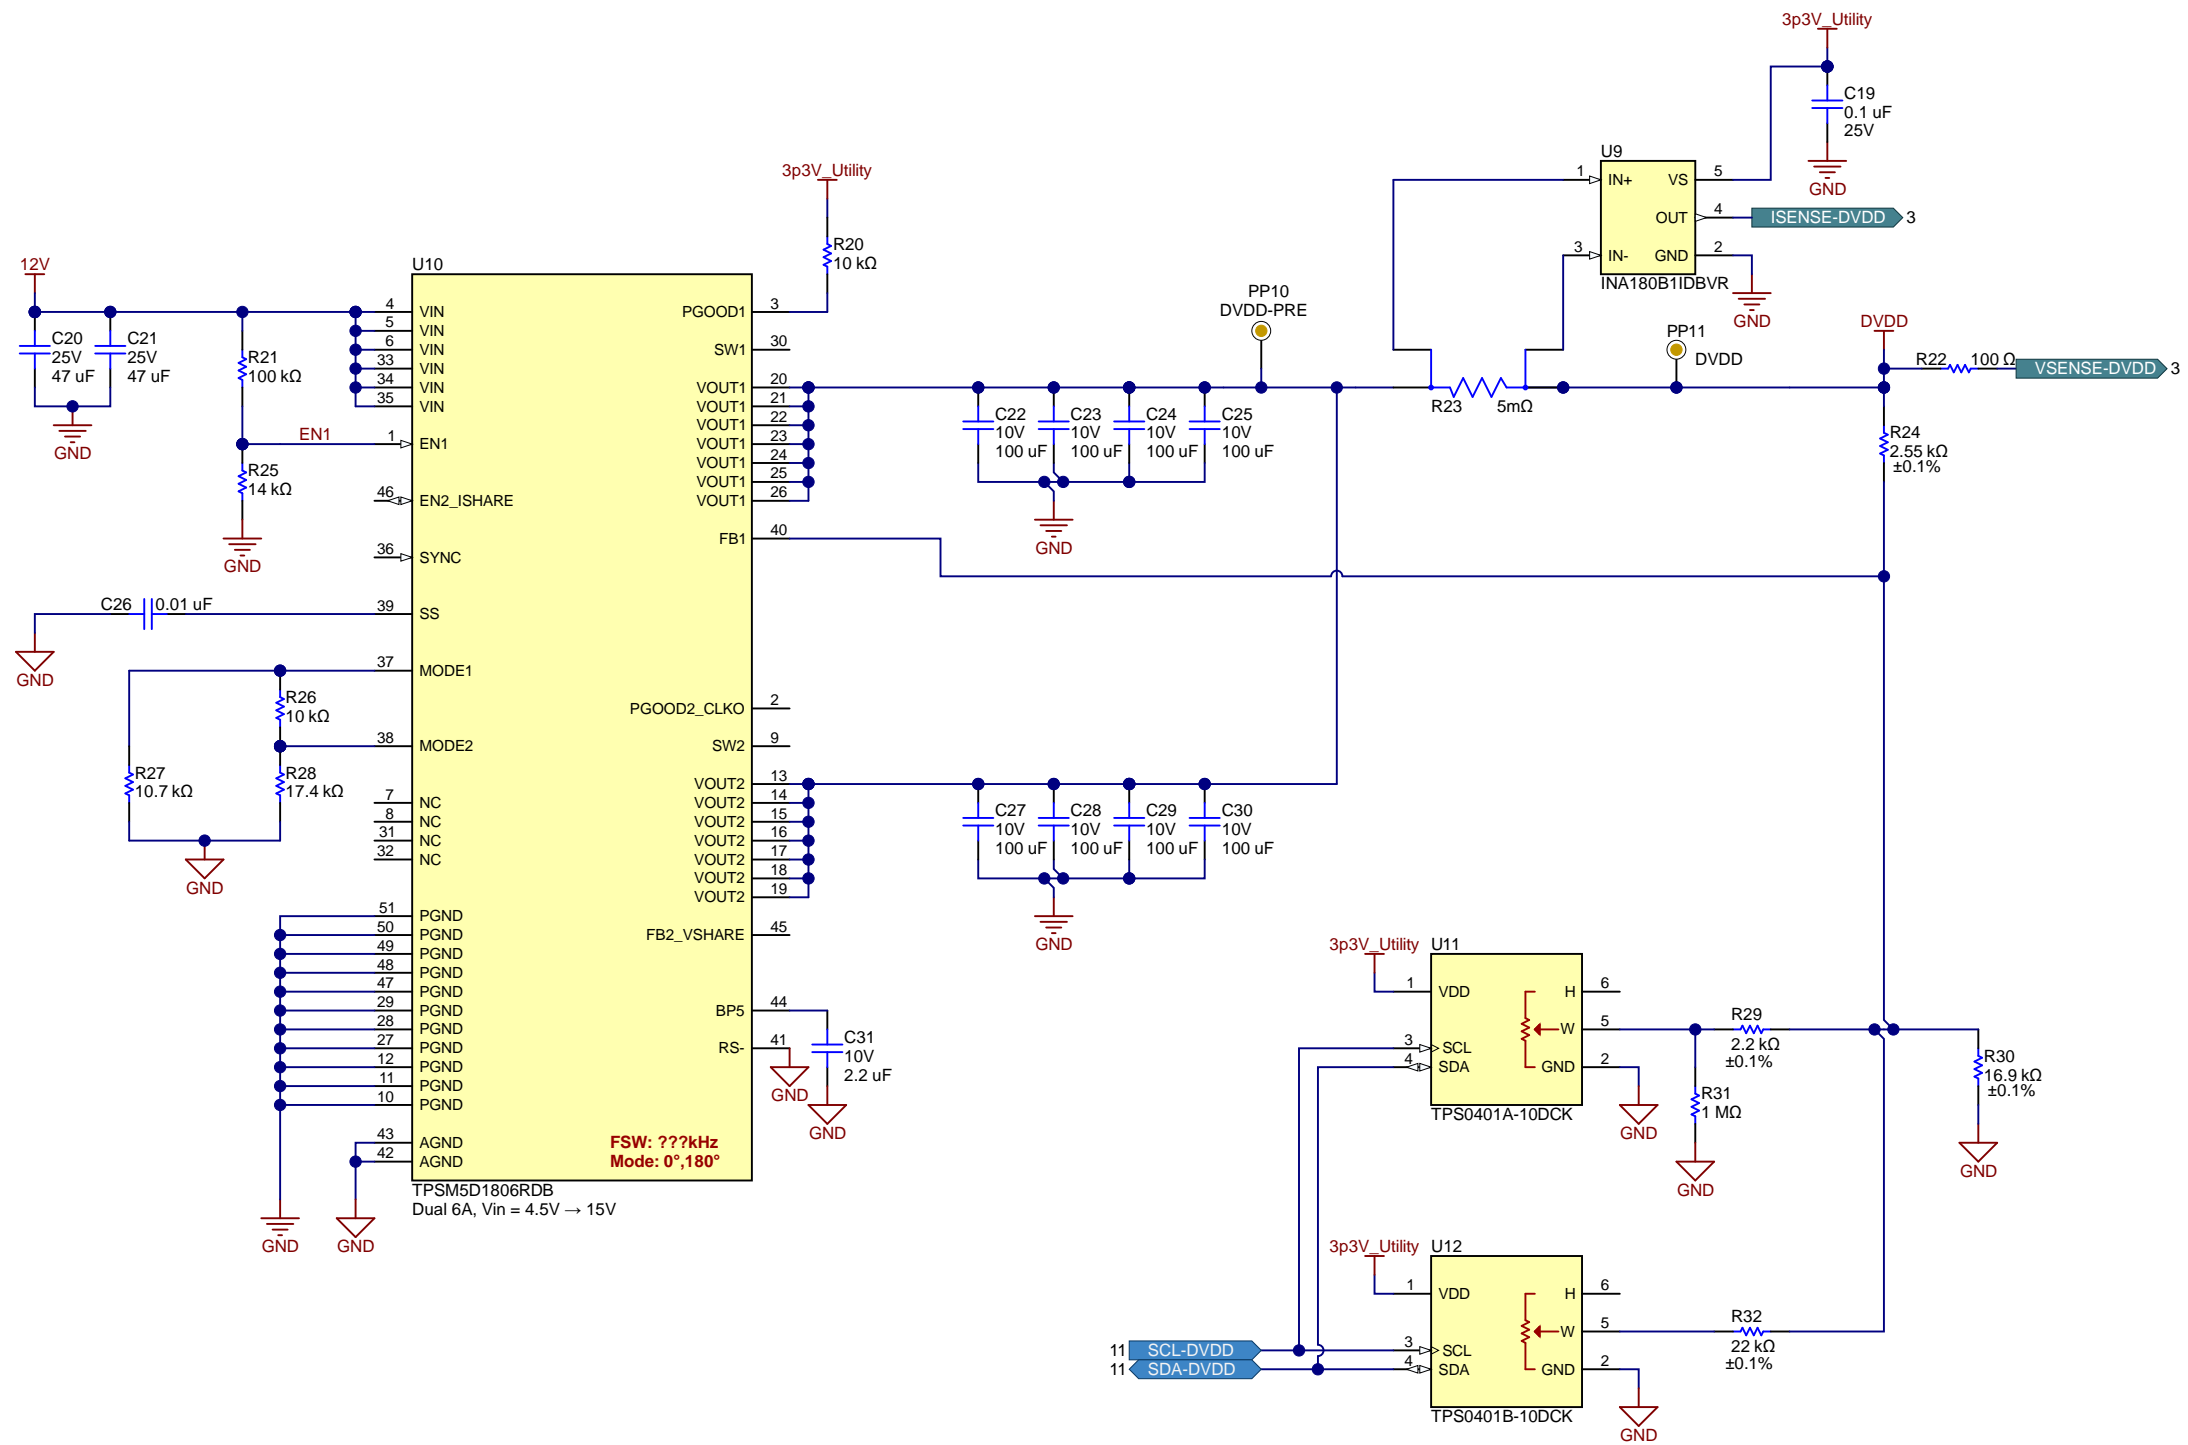 3p3V_Utility
C19
0.1 uF
25V
GND
U9
1 IN+ VS 5
OUT 4 ISENSE-DVDD 3
3 IN- GND 2
INA180B1IDBVR
GND
3p3V_Utility
R20
10 kΩ
12V
C20
25V
47 uF
C21
25V
47 uF
GND
R21
100 kΩ
EN1
R25
14 kΩ
GND
U10
4 VIN
5 VIN
6 VIN
33 VIN
34 VIN
35 VIN
1 EN1
46 EN2_ISHARE
36 SYNC
39 SS
37 MODE1
38 MODE2
7 NC
8 NC
31 NC
32 NC
51 PGND
50 PGND
49 PGND
48 PGND
47 PGND
29 PGND
28 PGND
27 PGND
12 PGND
11 PGND
10 PGND
43 AGND
42 AGND
PGOOD1 3
SW1 30
VOUT1 20
VOUT1 21
VOUT1 22
VOUT1 23
VOUT1 24
VOUT1 25
VOUT1 26
FB1 40
PGOOD2_CLKO 2
SW2 9
VOUT2 13
VOUT2 14
VOUT2 15
VOUT2 16
VOUT2 17
VOUT2 18
VOUT2 19
FB2_VSHARE 45
BP5 44
RS- 41
FSW: ???kHz
Mode: 0°,180°
TPSM5D1806RDB
Dual 6A, Vin = 4.5V → 15V
C26 0.01 uF
GND
R26
10 kΩ
R27
10.7 kΩ
R28
17.4 kΩ
GND
GND
GND
C31
10V
2.2 uF
GND
GND
PP10
DVDD-PRE
C22
10V
100 uF
C23
10V
100 uF
C24
10V
100 uF
C25
10V
100 uF
GND
R23 5mΩ
PP11
DVDD
DVDD
R22 100 Ω VSENSE-DVDD 3
R24
2.55 kΩ
±0.1%
C27
10V
100 uF
C28
10V
100 uF
C29
10V
100 uF
C30
10V
100 uF
GND
3p3V_Utility
U11
1 VDD H 6
W 5
3 SCL
4 SDA GND 2
TPS0401A-10DCK
GND
R29
2.2 kΩ
±0.1%
R31
1 MΩ
GND
R30
16.9 kΩ
±0.1%
GND
3p3V_Utility
U12
1 VDD H 6
W 5
3 SCL
4 SDA GND 2
TPS0401B-10DCK
GND
R32
22 kΩ
±0.1%
11 SCL-DVDD
11 SDA-DVDD